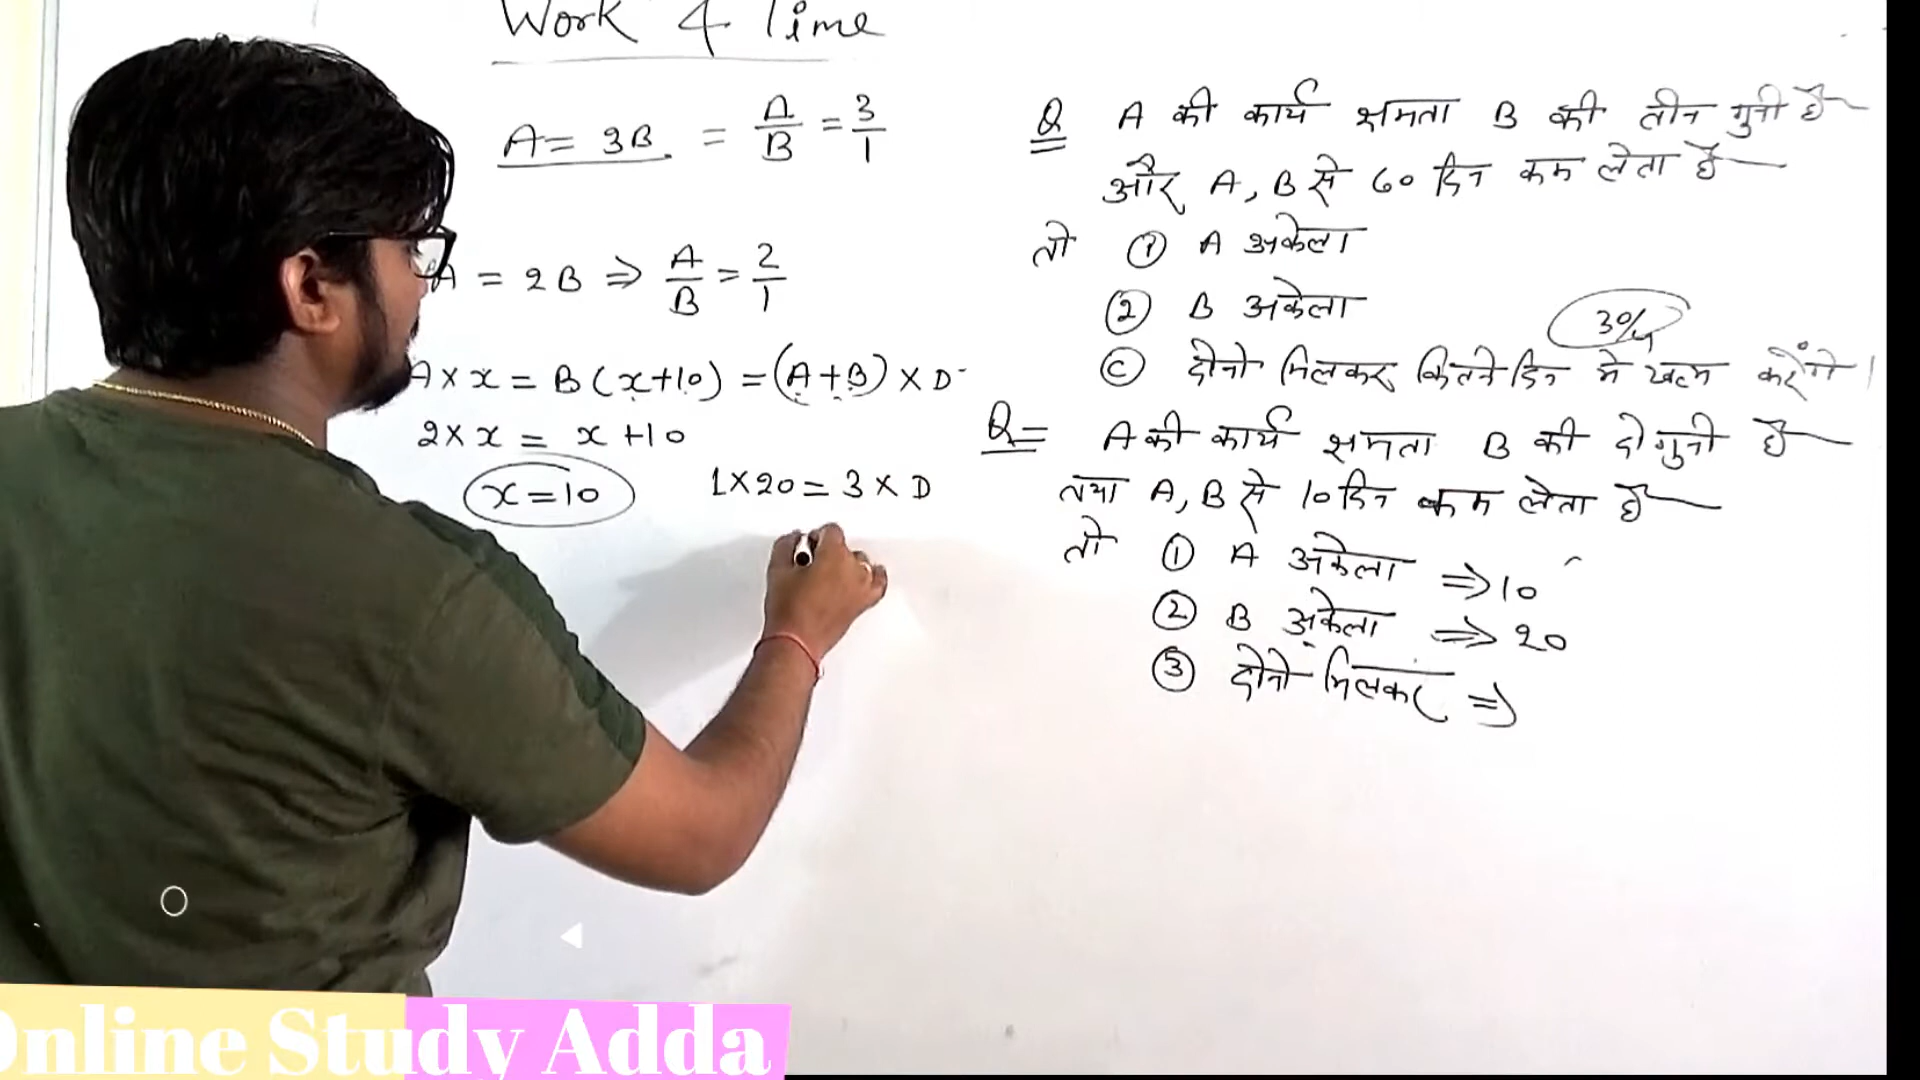 Work & Time
A = 3B = A/B = 3/1
A = 2B ⇒ A/B = 2/1
A × x = B (x+10) = (A+B) × D
2 × x = x + 10
x = 10
1 × 20 = 3 × D
Q A की कार्य क्षमता B की तीन गुनी है
और A, B से 60 दिन कम लेता है
तो ① A अकेला
② B अकेला
30/4
Ⓒ दोनो मिलकर कितने दिन मे खत्म करेंगे।
Q = A की कार्य क्षमता B की दो गुनी है
तथा A, B से 10 दिन कम लेता है
तो ① A अकेला ⇒ 10
② B अकेला ⇒ 20
③ दोनो मिलकर ⇒
Online Study Adda